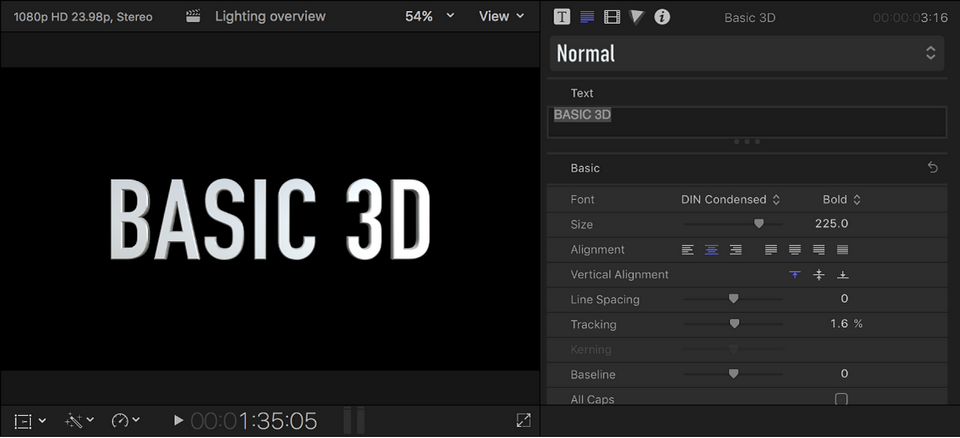 1080p HD 23.98p, Stereo
Lighting overview
54%
View
BASIC 3D
00:00:01:35:05
T
i
Basic 3D
00:00:03:16
Normal
Text
BASIC 3D
Basic
Font DIN Condensed Bold
Size 225.0
Alignment
Vertical Alignment
Line Spacing 0
Tracking 1.6 %
Kerning
Baseline 0
All Caps